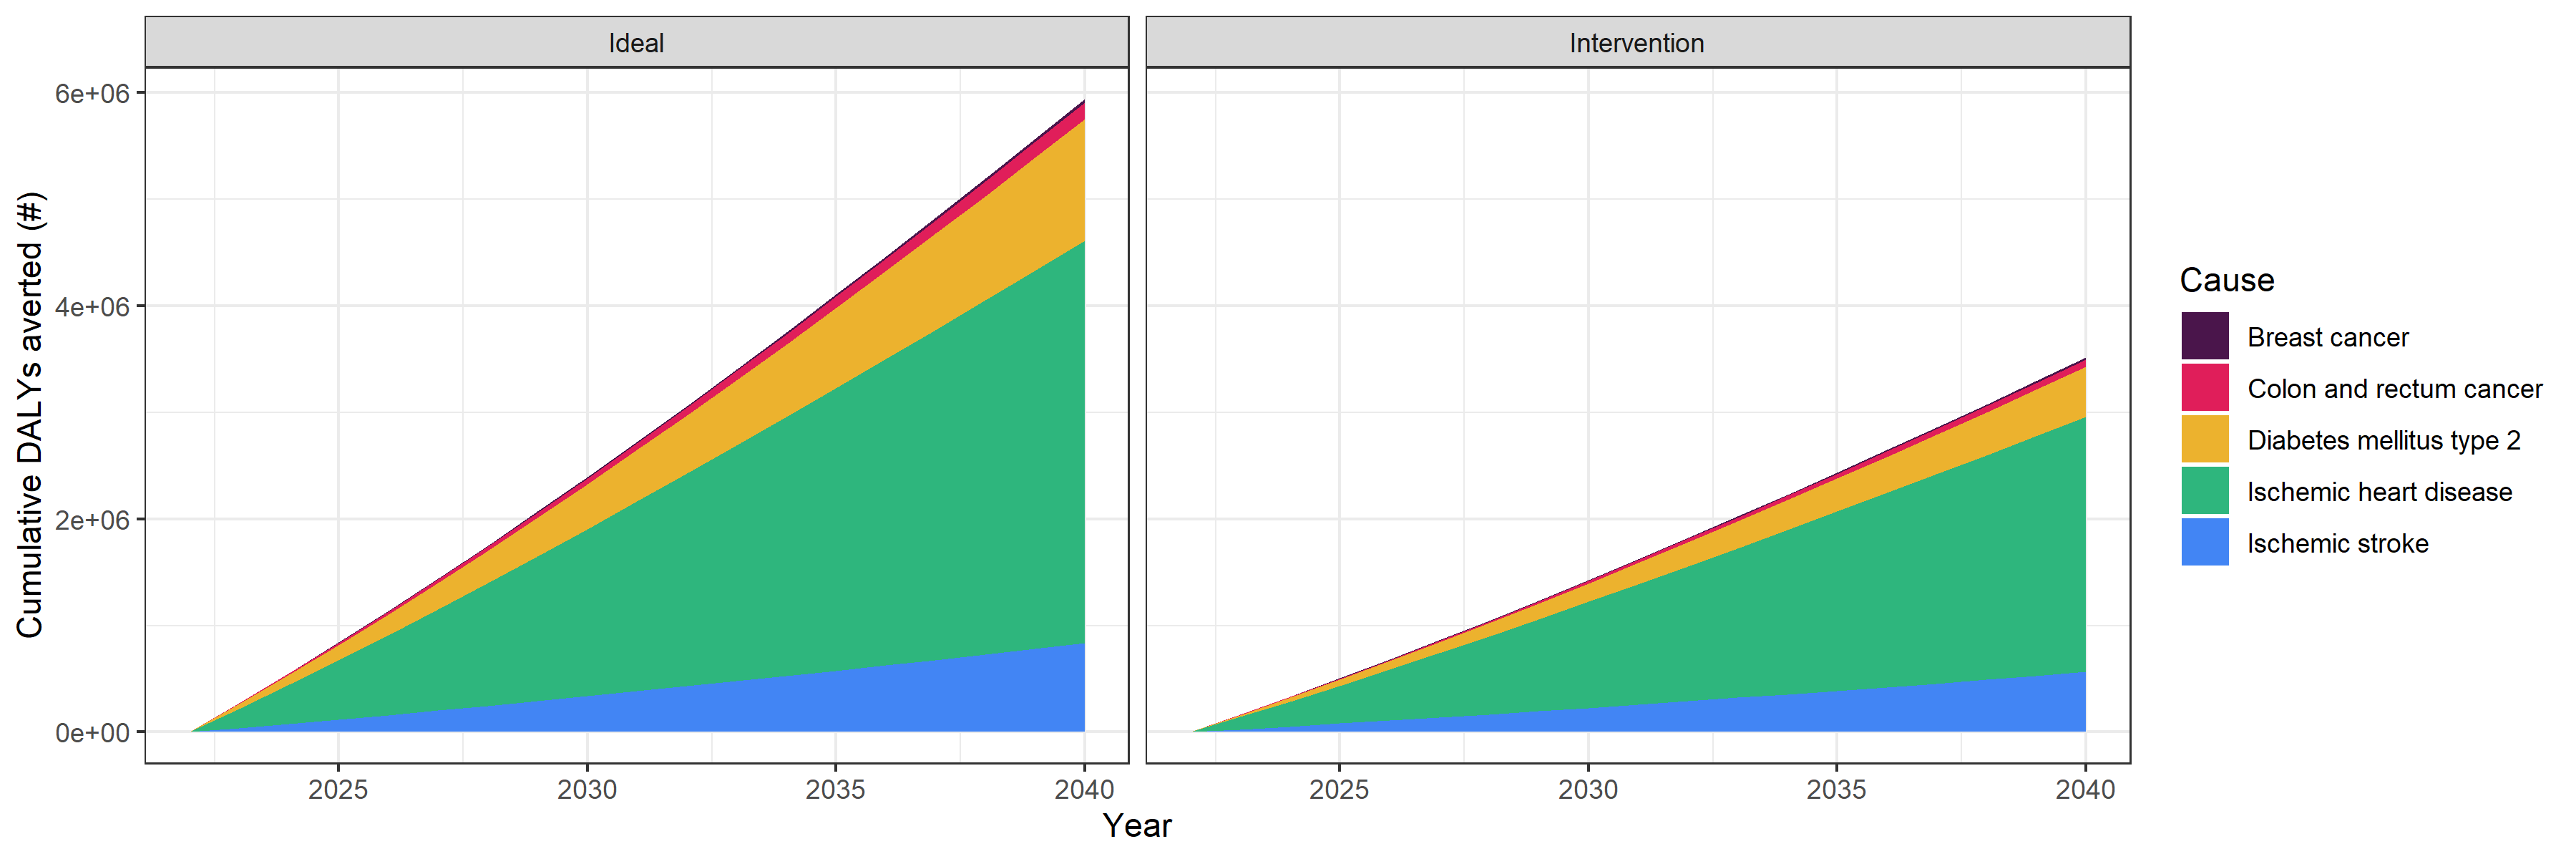 Ideal
Intervention
Cumulative DALYs averted (#)
6e+06
4e+06
2e+06
0e+00
2025 2030 2035 2040
2025 2030 2035 2040
Year
Cause
Breast cancer
Colon and rectum cancer
Diabetes mellitus type 2
Ischemic heart disease
Ischemic stroke